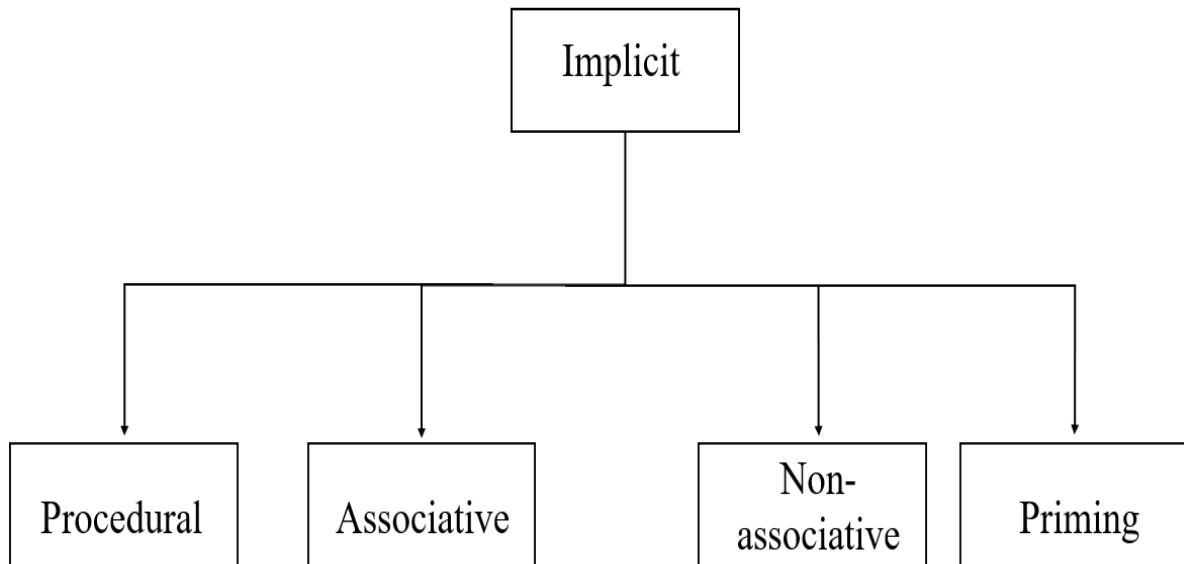 Implicit
Procedural
Associative
Non-
associative
Priming